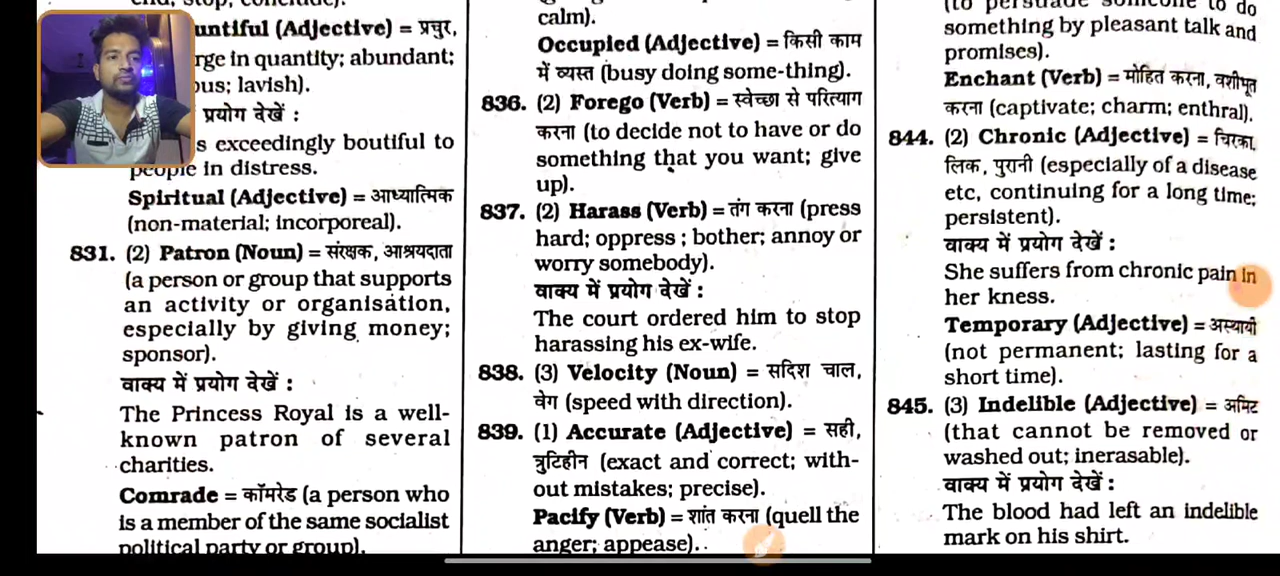 untiful (Adjective) = प्रचुर,
rge in quantity; abundant;
ous; lavish).
प्रयोग देखें :
s exceedingly boutiful to
people in distress.
Spiritual (Adjective) = आध्यात्मिक
(non-material; incorporeal).
831. (2) Patron (Noun) = संरक्षक, आश्रयदाता
(a person or group that supports
an activity or organisation,
especially by giving money;
sponsor).
वाक्य में प्रयोग देखें :
The Princess Royal is a well-
known patron of several
charities.
Comrade = कॉमरेड (a person who
is a member of the same socialist
political party or group).
calm).
Occupied (Adjective) = किसी काम
में व्यस्त (busy doing some-thing).
836. (2) Forego (Verb) = स्वेच्छा से परित्याग
करना (to decide not to have or do
something that you want; give
up).
837. (2) Harass (Verb) = तंग करना (press
hard; oppress ; bother; annoy or
worry somebody).
वाक्य में प्रयोग देखें :
The court ordered him to stop
harassing his ex-wife.
838. (3) Velocity (Noun) = सदिश चाल,
वेग (speed with direction).
839. (1) Accurate (Adjective) = सही,
त्रुटिहीन (exact and correct; with-
out mistakes; precise).
Pacify (Verb) = शांत करना (quell the
anger; appease).
(to persuade someone to do
something by pleasant talk and
promises).
Enchant (Verb) = मोहित करना, वशीभूत
करना (captivate; charm; enthral).
844. (2) Chronic (Adjective) = चिरका,
लिक, पुरानी (especially of a disease
etc, continuing for a long time;
persistent).
वाक्य में प्रयोग देखें :
She suffers from chronic pain in
her kness.
Temporary (Adjective) = अस्थायी
(not permanent; lasting for a
short time).
845. (3) Indelible (Adjective) = अमिट
(that cannot be removed or
washed out; inerasable).
वाक्य में प्रयोग देखें :
The blood had left an indelible
mark on his shirt.